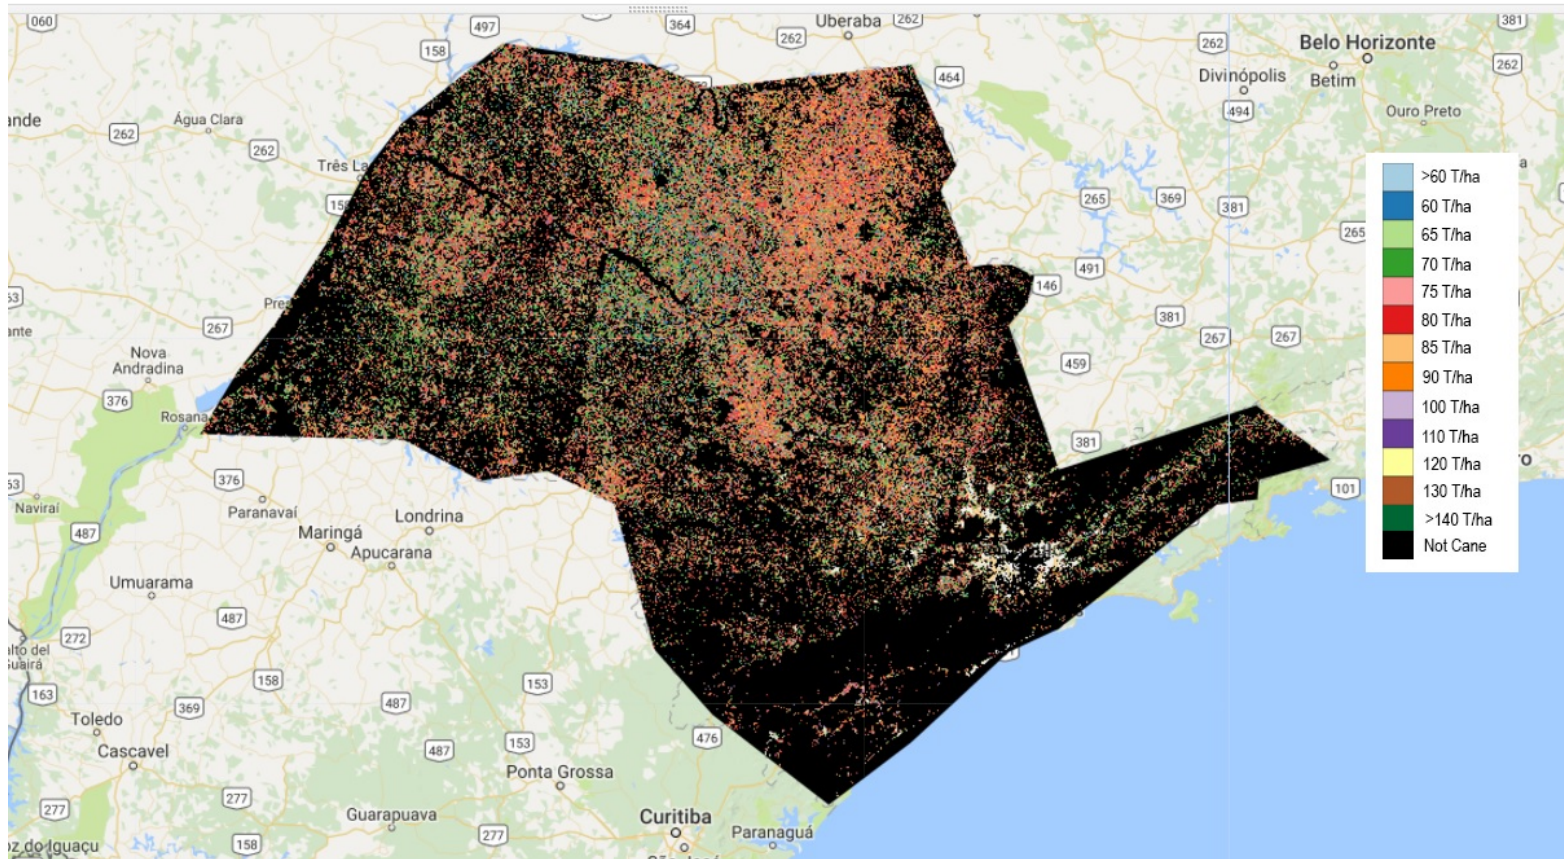 060
497
364
Uberaba
262
381
158
262
262
Belo Horizonte
Divinópolis
Betim
262
464
494
Ouro Preto
ande
262
Água Clara
262
Três La
265
369
381
265
491
146
267
381
267
267
ante
Nova
Andradina
459
376
Rosana
381
376
101
Naviraí
Paranavaí
Londrina
487
Maringá
Apucarana
Umuarama
487
272
158
153
163
369
487
Toledo
476
153
Cascavel
487
Ponta Grossa
277
277
Guarapuava
Curitiba
277
Paranaguá
158
oz do Iguaçu
>60 T/ha
60 T/ha
65 T/ha
70 T/ha
75 T/ha
80 T/ha
85 T/ha
90 T/ha
100 T/ha
110 T/ha
120 T/ha
130 T/ha
>140 T/ha
Not Cane